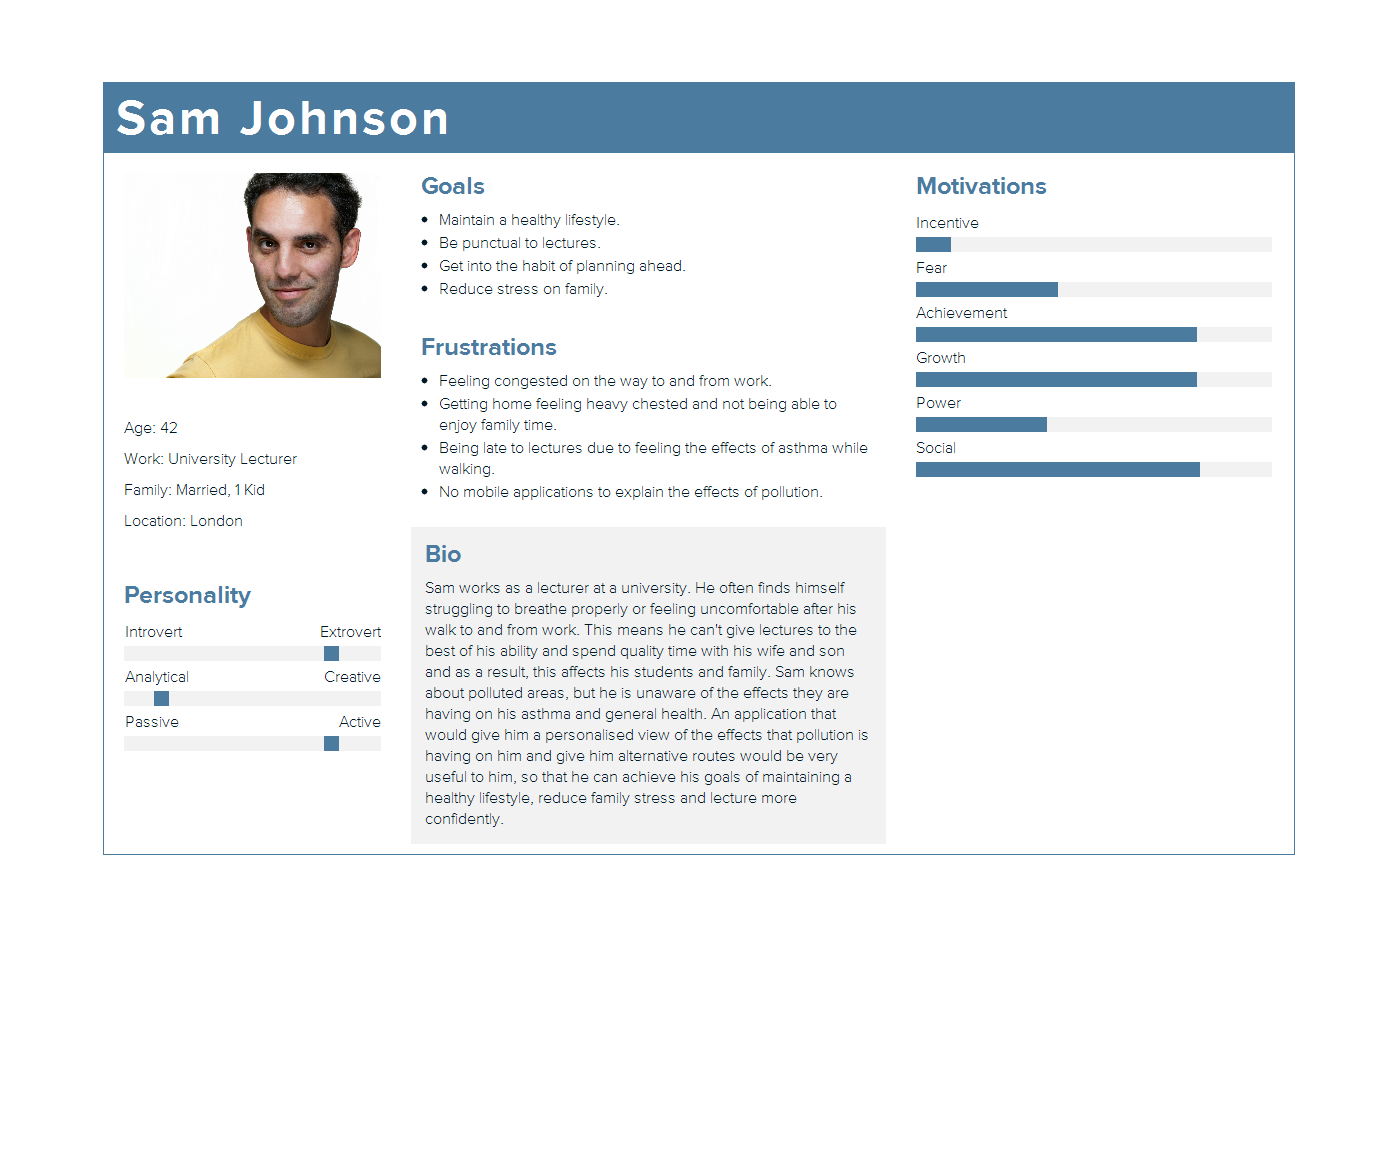 Sam Johnson
Age: 42
Work: University Lecturer
Family: Married, 1 Kid
Location: London
Personality
Introvert Extrovert
Analytical Creative
Passive Active
Goals
• Maintain a healthy lifestyle.
• Be punctual to lectures.
• Get into the habit of planning ahead.
• Reduce stress on family.
Frustrations
• Feeling congested on the way to and from work.
• Getting home feeling heavy chested and not being able to
enjoy family time.
• Being late to lectures due to feeling the effects of asthma while
walking.
• No mobile applications to explain the effects of pollution.
Bio
Sam works as a lecturer at a university. He often finds himself
struggling to breathe properly or feeling uncomfortable after his
walk to and from work. This means he can't give lectures to the
best of his ability and spend quality time with his wife and son
and as a result, this affects his students and family. Sam knows
about polluted areas, but he is unaware of the effects they are
having on his asthma and general health. An application that
would give him a personalised view of the effects that pollution is
having on him and give him alternative routes would be very
useful to him, so that he can achieve his goals of maintaining a
healthy lifestyle, reduce family stress and lecture more
confidently.
Motivations
Incentive
Fear
Achievement
Growth
Power
Social